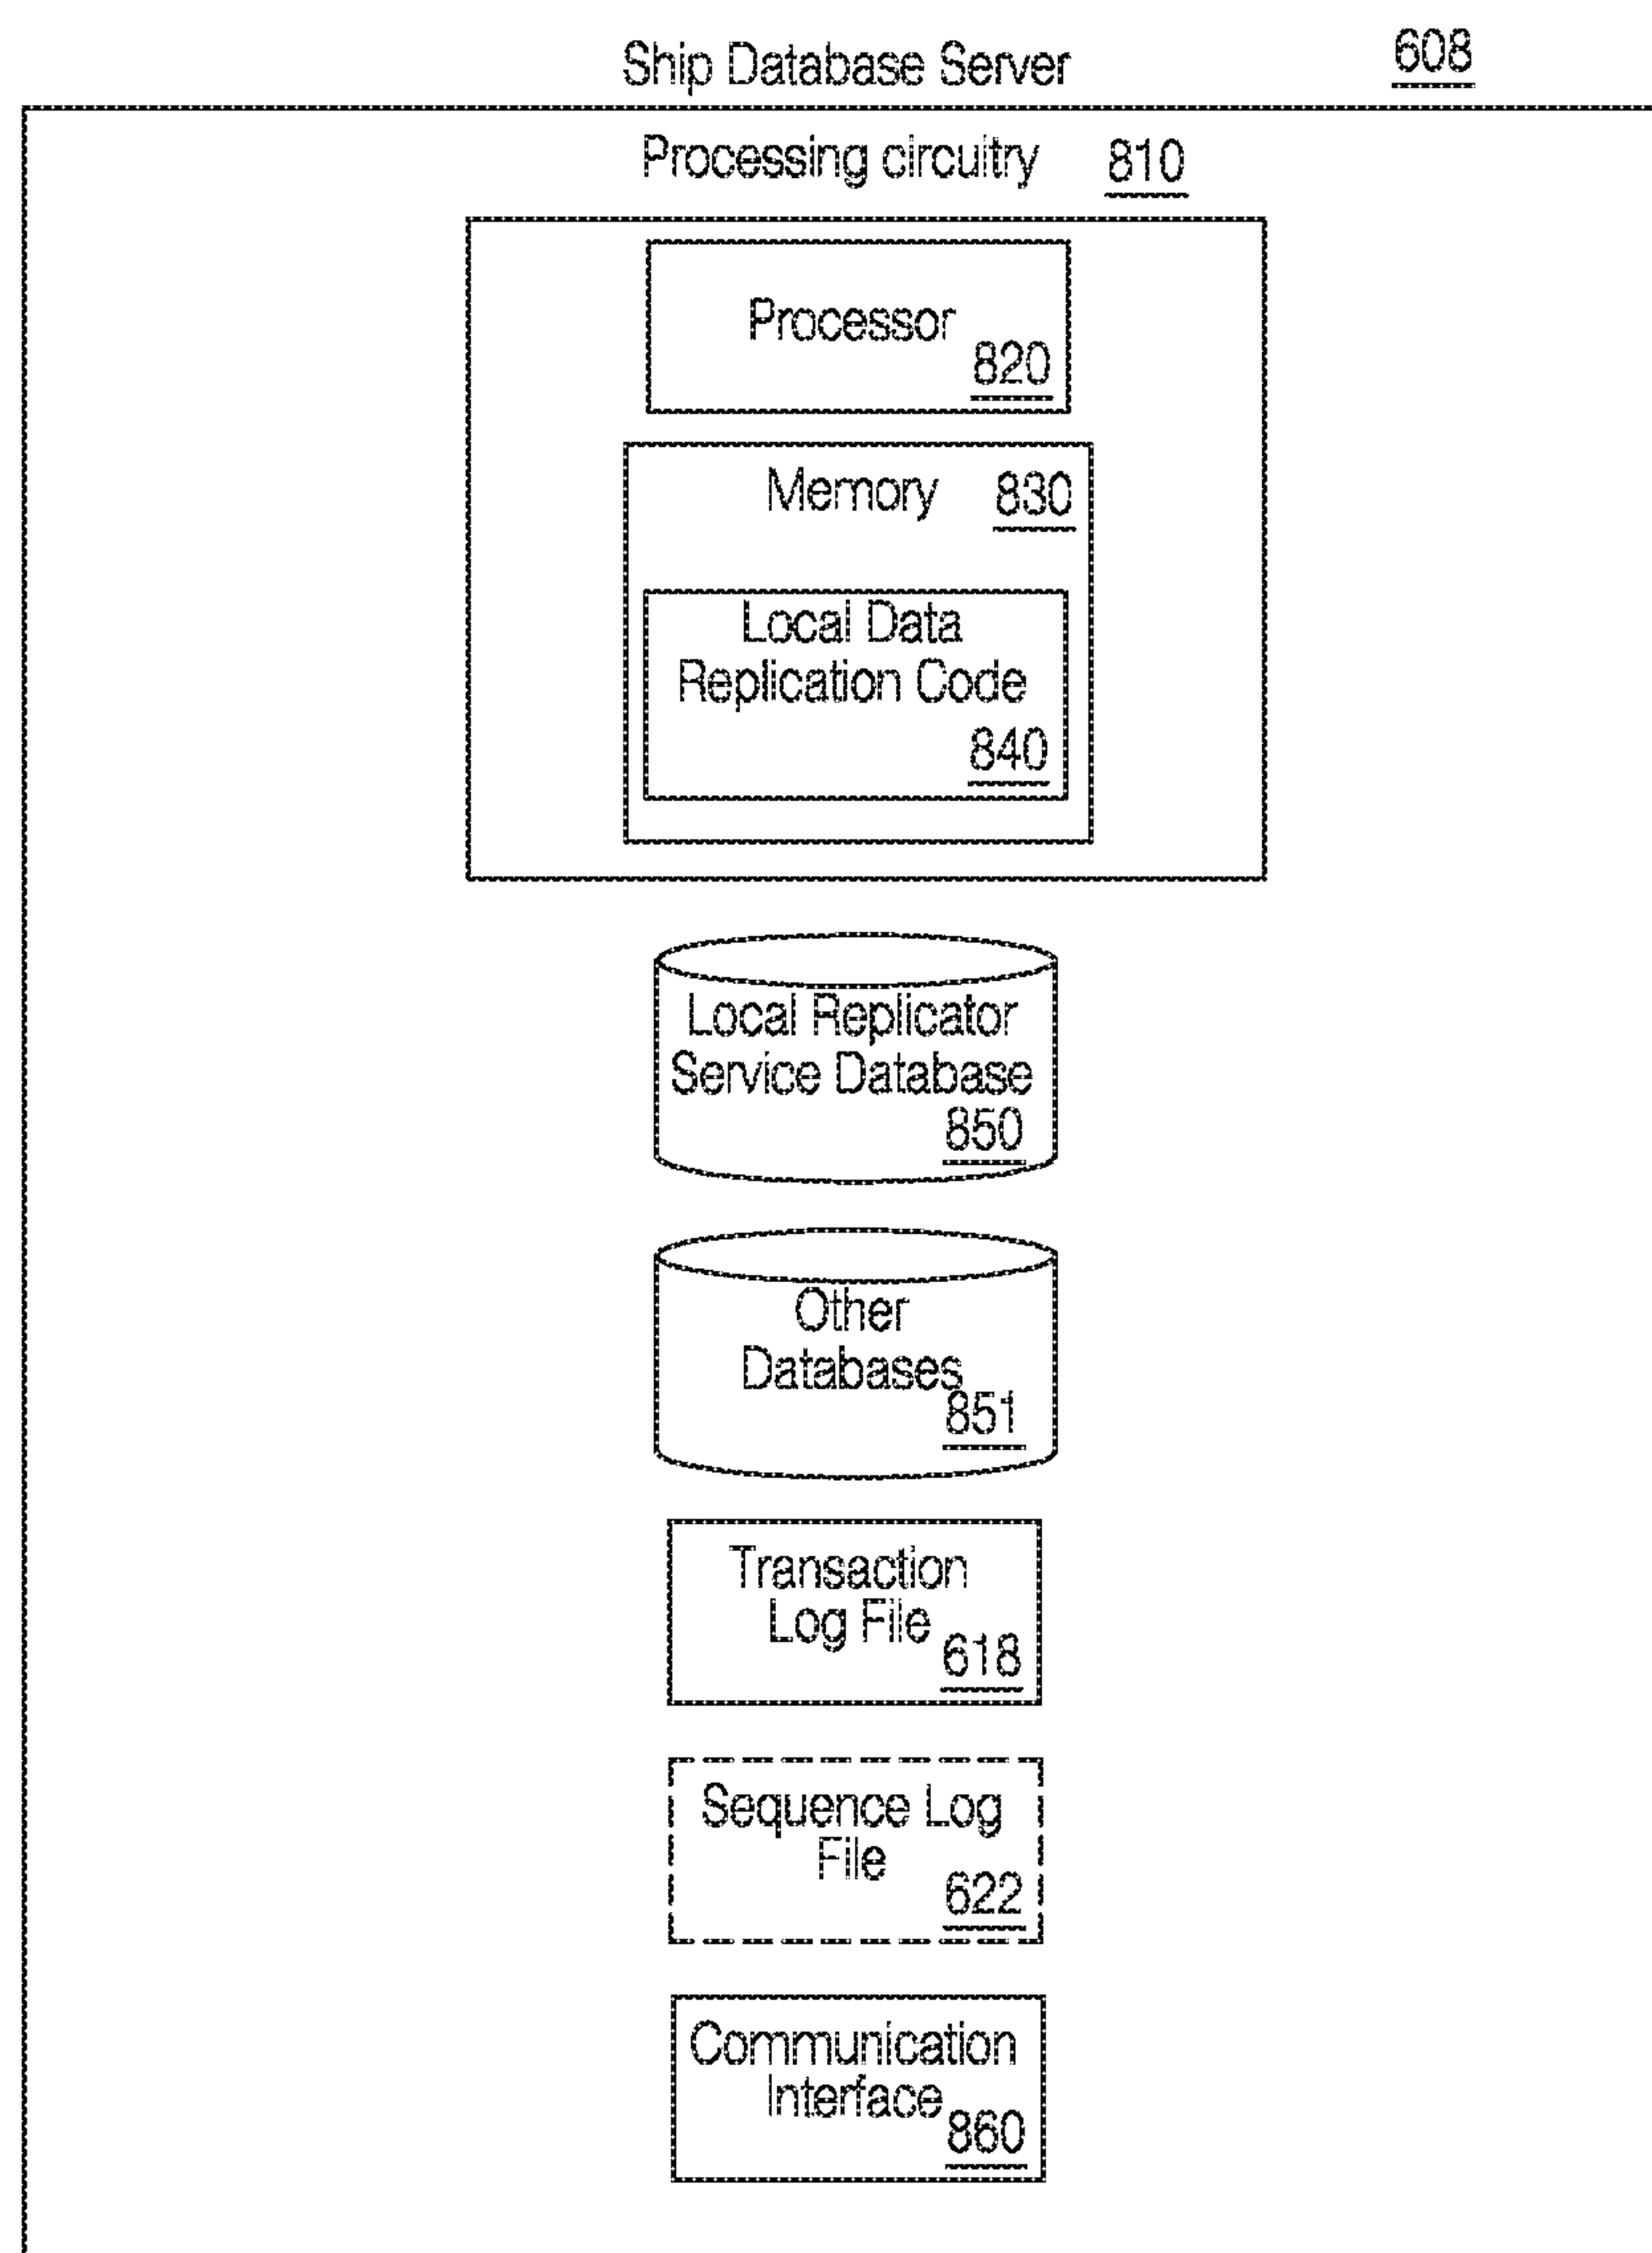 Ship Database Server 608
Processing circuitry 810
Processor
820
Memory 830
Local Data
Replication Code
840
Local Replicator
Service Database
850
Other
Databases
851
Transaction
Log File
618
Sequence Log
File
622
Communication
Interface
860